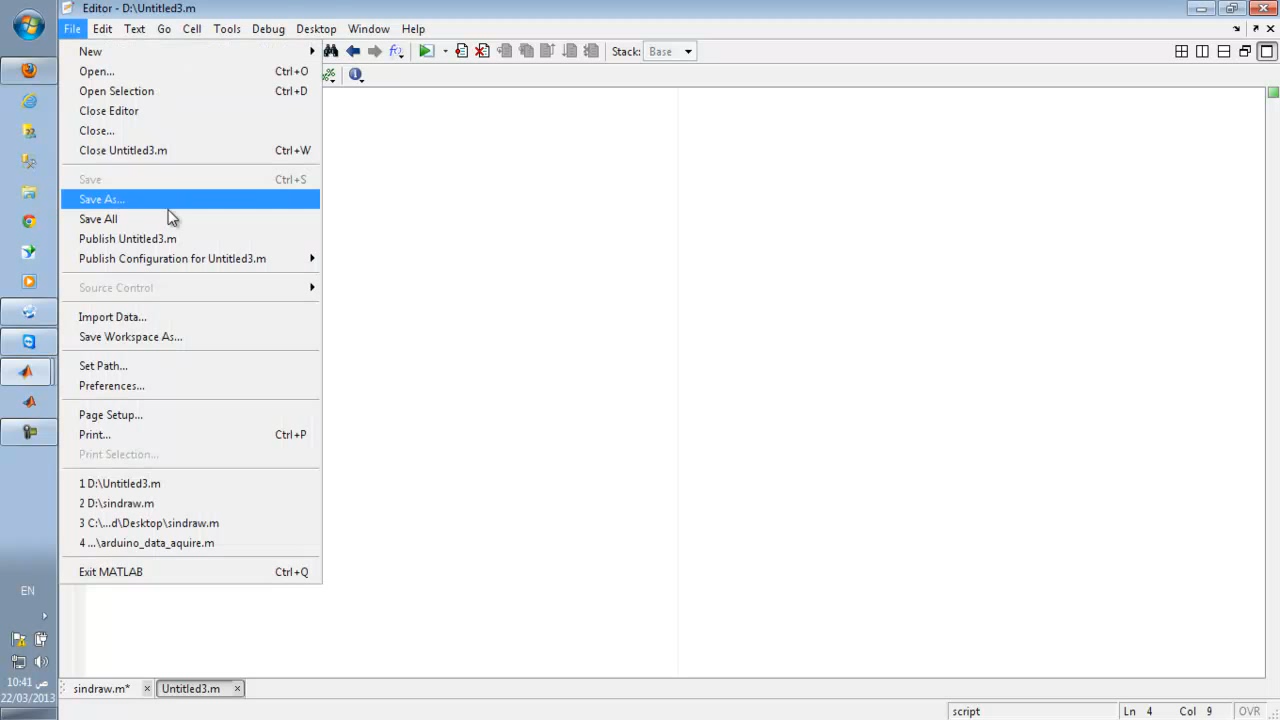 Editor - D:\Untitled3.m
File Edit Text Go Cell Tools Debug Desktop Window Help
Stack: Base
New
Open... Ctrl+O
Open Selection Ctrl+D
Close Editor
Close...
Close Untitled3.m Ctrl+W
Save Ctrl+S
Save As...
Save All
Publish Untitled3.m
Publish Configuration for Untitled3.m
Source Control
Import Data...
Save Workspace As...
Set Path...
Preferences...
Page Setup...
Print... Ctrl+P
Print Selection...
1 D:\Untitled3.m
2 D:\sindraw.m
3 C:\...d\Desktop\sindraw.m
4 ...\arduino_data_aquire.m
Exit MATLAB Ctrl+Q
EN
10:41 ص
22/03/2013
sindraw.m* Untitled3.m
script Ln 4 Col 9 OVR